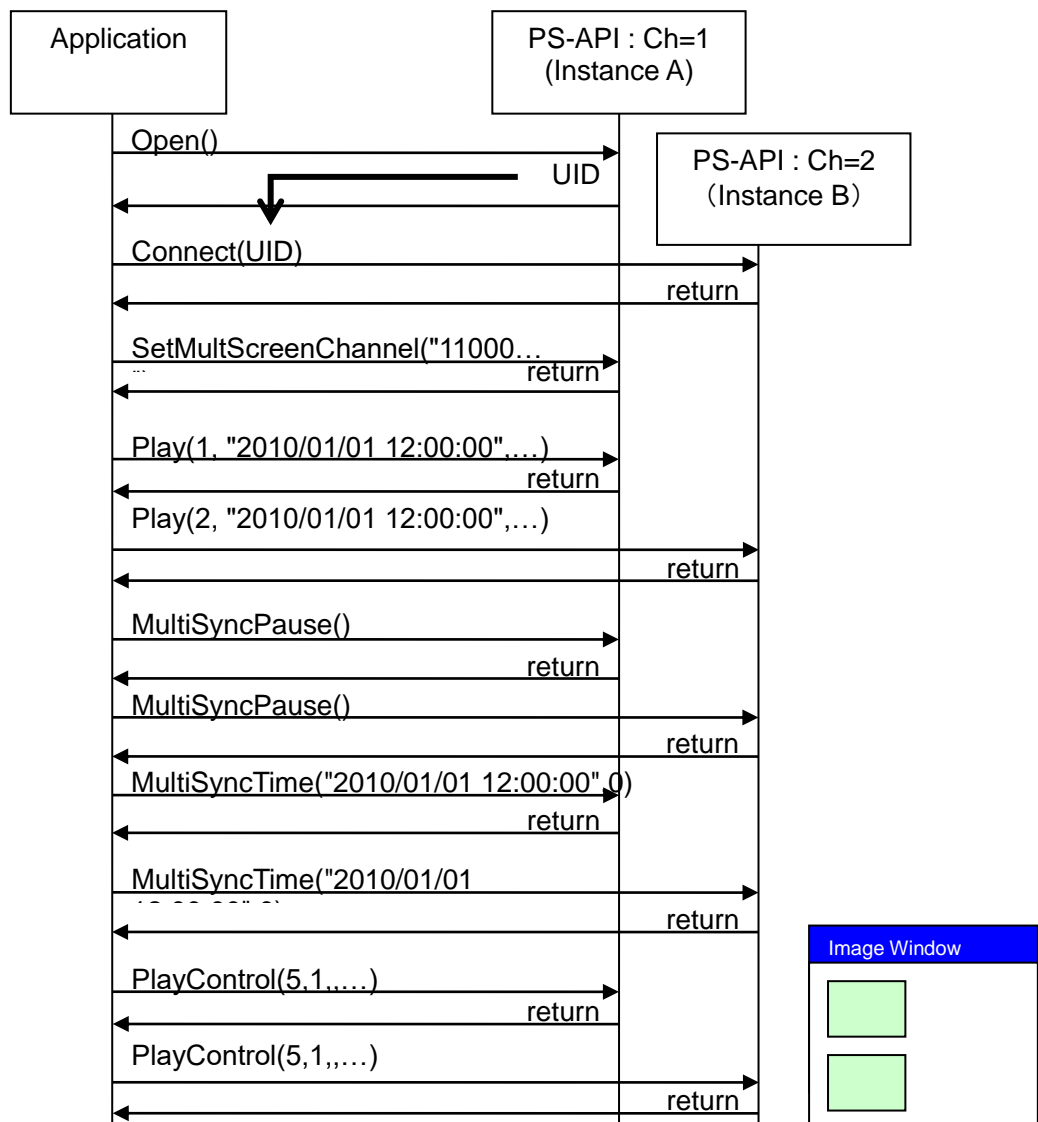 Application
PS-API : Ch=1
(Instance A)
Open()
PS-API : Ch=2
（Instance B）
UID
Connect(UID)
return
SetMultScreenChannel("11000…
return
Play(1, "2010/01/01 12:00:00",…)
return
Play(2, "2010/01/01 12:00:00",…)
return
MultiSyncPause()
return
MultiSyncPause()
return
MultiSyncTime("2010/01/01 12:00:00",0)
return
MultiSyncTime("2010/01/01
return
Image Window
PlayControl(5,1,,…)
return
PlayControl(5,1,,…)
return